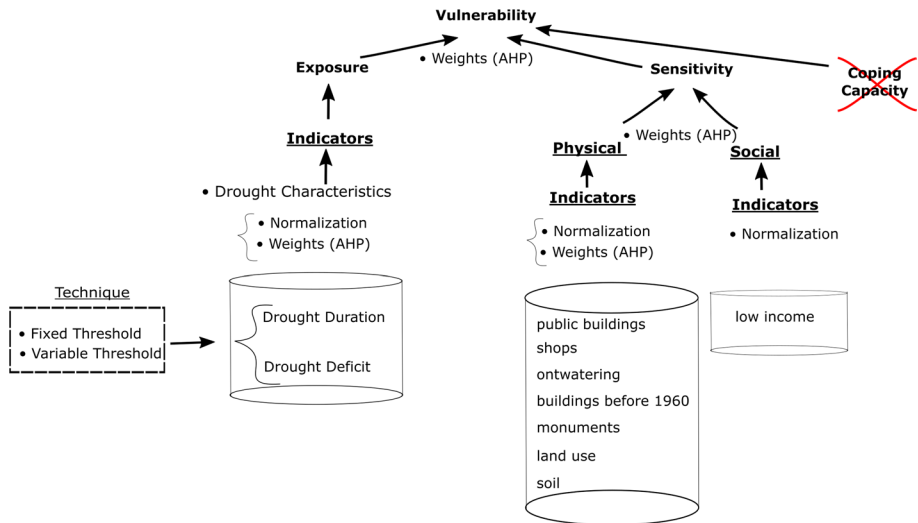 Vulnerability
• Weights (AHP)
Exposure
Sensitivity
Coping
Capacity
Indicators
• Drought Characteristics
• Normalization
• Weights (AHP)
• Weights (AHP)
Physical
Social
Indicators
Indicators
• Normalization
• Weights (AHP)
• Normalization
Technique
• Fixed Threshold
• Variable Threshold
Drought Duration
Drought Deficit
public buildings
shops
ontwatering
buildings before 1960
monuments
land use
soil
low income